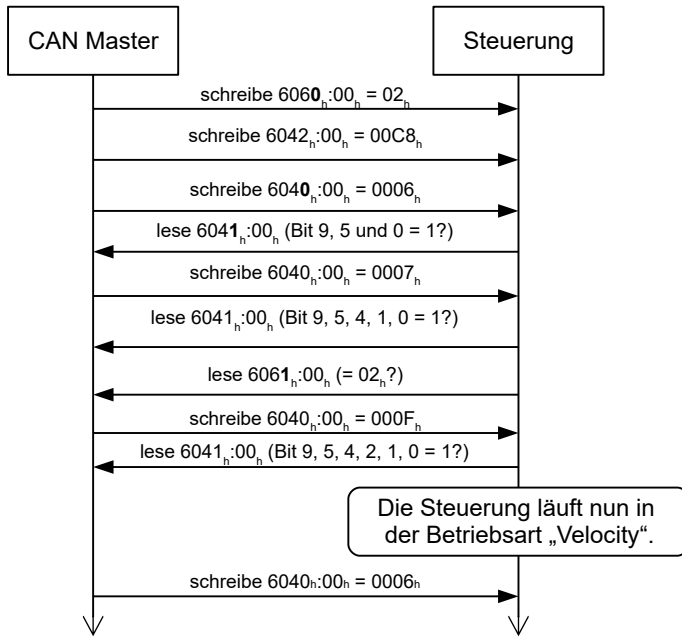 CAN Master
Steuerung
schreibe 6060h:00h = 02h
schreibe 6042h:00h = 00C8h
schreibe 6040h:00h = 0006h
lese 6041h:00h (Bit 9, 5 und 0 = 1?)
schreibe 6040h:00h = 0007h
lese 6041h:00h (Bit 9, 5, 4, 1, 0 = 1?)
lese 6061h:00h (= 02h?)
schreibe 6040h:00h = 000Fh
lese 6041h:00h (Bit 9, 5, 4, 2, 1, 0 = 1?)
Die Steuerung läuft nun in
der Betriebsart „Velocity“.
schreibe 6040h:00h = 0006h